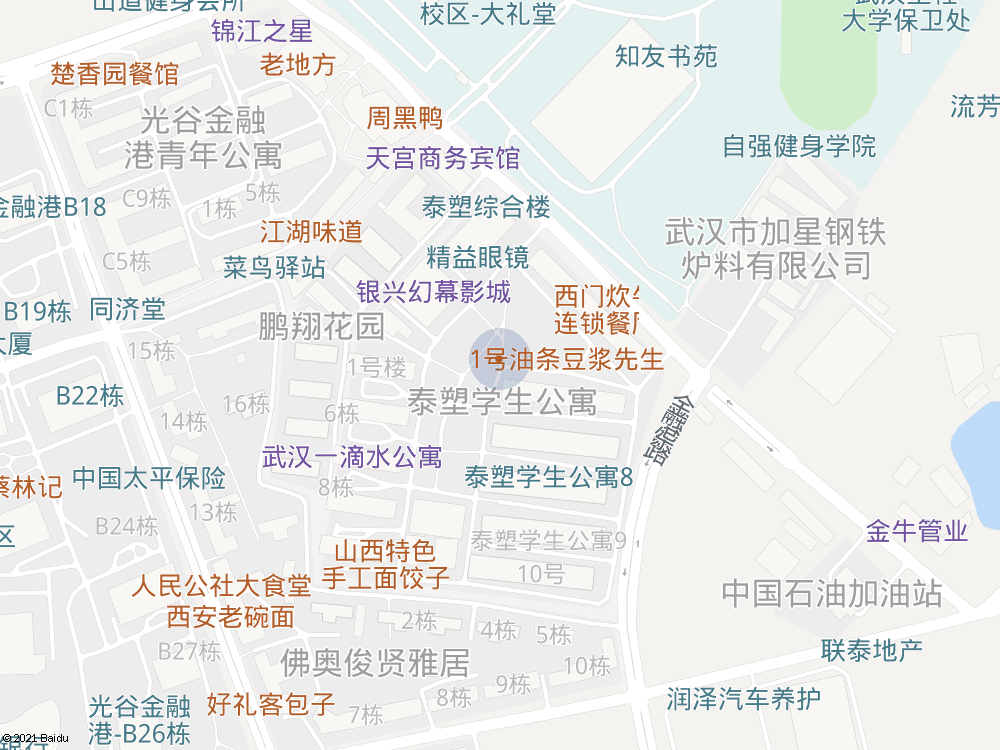 锦江之星
校区-大礼堂
大学保卫处
知友书苑
老地方
楚香园餐馆
C1栋
光谷金融
港青年公寓
周黑鸭
流芳
天宫商务宾馆
自强健身学院
C9栋
5栋
1栋
金融港B18
泰塑综合楼
江湖味道
武汉市加星钢铁
炉料有限公司
C5栋
菜鸟驿站
精益眼镜
银兴幻幕影城
西门炊
连锁餐厅
B19栋
同济堂
鹏翔花园
大厦
15栋
1号楼
1号油条豆浆先生
B22栋
16栋
泰塑学生公寓
14栋
6栋
金融港路
武汉一滴水公寓
中国太平保险
泰塑学生公寓8
蔡林记
8栋
13栋
B24栋
区
泰塑学生公寓9
金牛管业
山西特色
手工面饺子
10号
人民公社大食堂
西安老碗面
中国石油加油站
2栋
4栋
5栋
B27栋
佛奥俊贤雅居
10栋
联泰地产
好礼客包子
8栋
9栋
润泽汽车养护
光谷金融
港-B26栋
7栋
银行
© 2021 Baidu